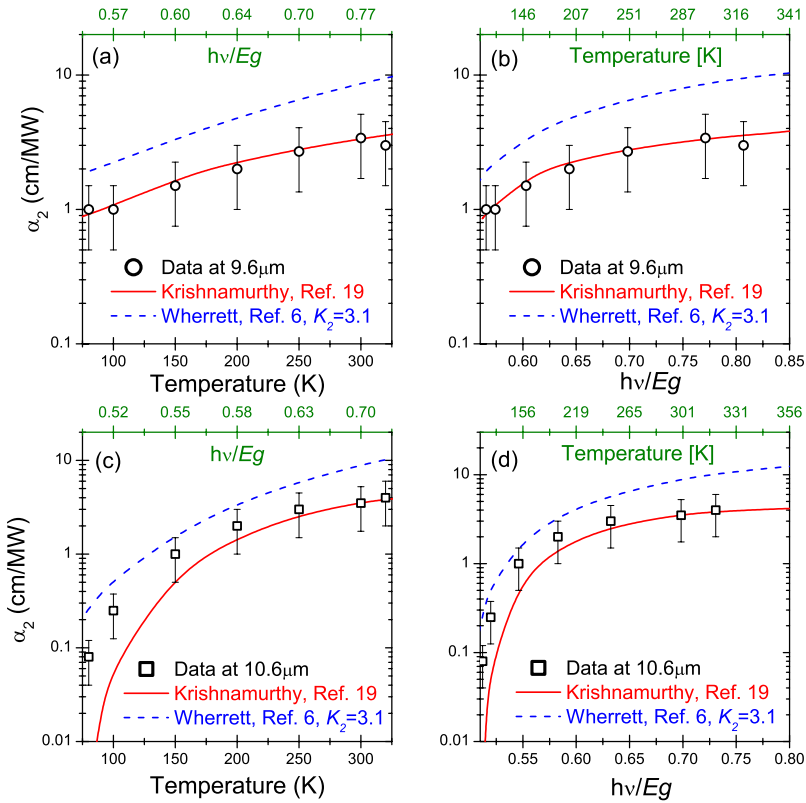 0.57 0.60 0.64 0.70 0.77
(a)
hν/Eg
10
1
0.1
α₂ (cm/MW)
Data at 9.6μm
Krishnamurthy, Ref. 19
Wherrett, Ref. 6, K₂=3.1
100 150 200 250 300
Temperature (K)
146 207 251 287 316 341
(b)
Temperature [K]
10
1
0.1
Data at 9.6μm
Krishnamurthy, Ref. 19
Wherrett, Ref. 6, K₂=3.1
0.60 0.65 0.70 0.75 0.80 0.85
hν/Eg
0.52 0.55 0.58 0.63 0.70
(c)
hν/Eg
10
1
0.1
0.01
α₂ (cm/MW)
Data at 10.6μm
Krishnamurthy, Ref. 19
Wherrett, Ref. 6, K₂=3.1
100 150 200 250 300
Temperature (K)
156 219 265 301 331 356
(d)
Temperature [K]
10
1
0.1
0.01
Data at 10.6μm
Krishnamurthy, Ref. 19
Wherrett, Ref. 6, K₂=3.1
0.55 0.60 0.65 0.70 0.75 0.80
hν/Eg